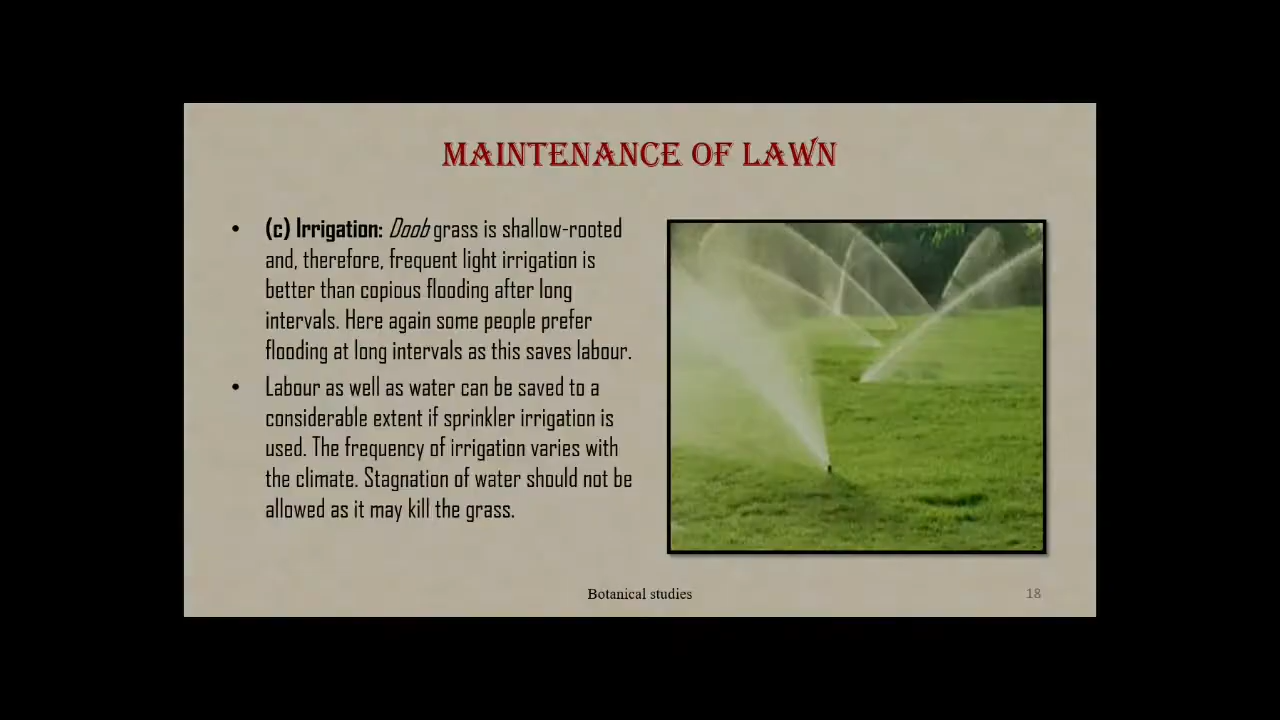 MAINTENANCE OF LAWN
• (c) Irrigation: Doob grass is shallow-rooted
and, therefore, frequent light irrigation is
better than copious flooding after long
intervals. Here again some people prefer
flooding at long intervals as this saves labour.
• Labour as well as water can be saved to a
considerable extent if sprinkler irrigation is
used. The frequency of irrigation varies with
the climate. Stagnation of water should not be
allowed as it may kill the grass.
Botanical studies
18